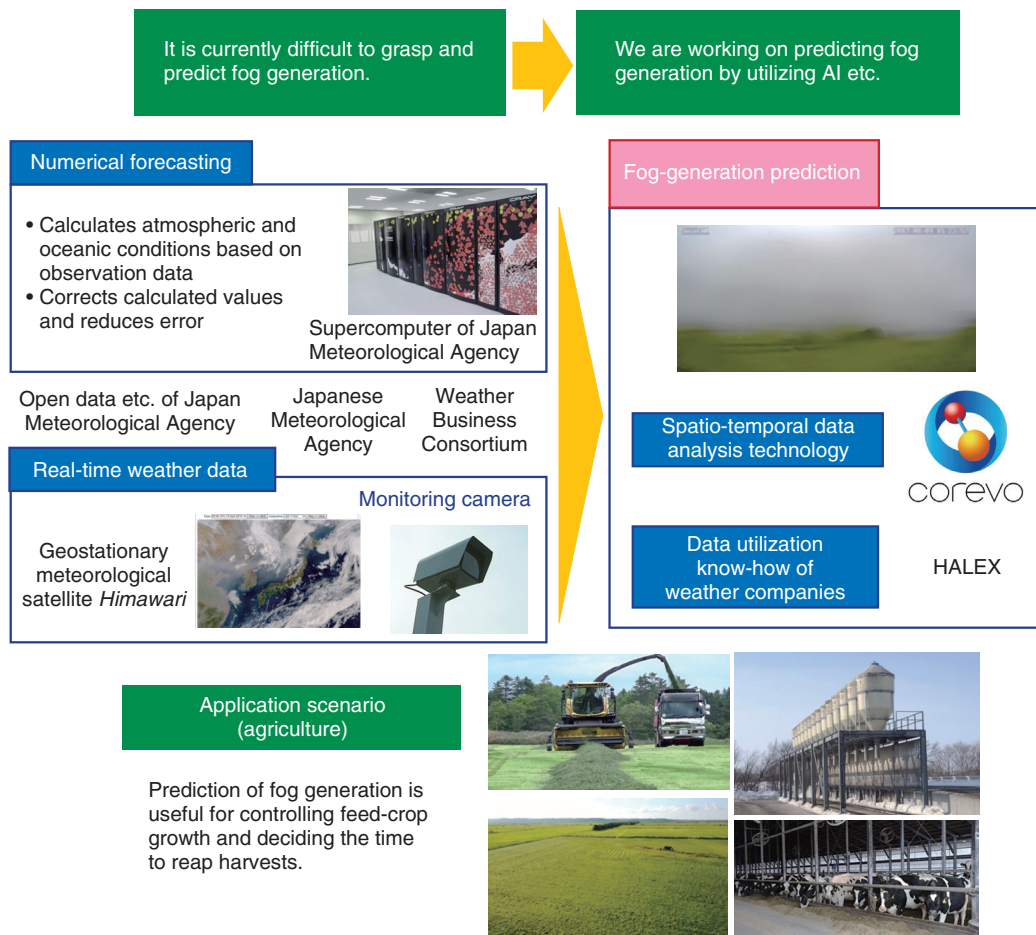 It is currently difficult to grasp and
predict fog generation.
We are working on predicting fog
generation by utilizing AI etc.
Numerical forecasting
• Calculates atmospheric and
oceanic conditions based on
observation data
• Corrects calculated values
and reduces error
Supercomputer of Japan
Meteorological Agency
Open data etc. of Japan
Meteorological Agency
Japanese
Meteorological
Agency
Weather
Business
Consortium
Real-time weather data
Geostationary
meteorological
satellite Himawari
Monitoring camera
Fog-generation prediction
Spatio-temporal data
analysis technology
corevo
Data utilization
know-how of
weather companies
HALEX
Application scenario
(agriculture)
Prediction of fog generation is
useful for controlling feed-crop
growth and deciding the time
to reap harvests.